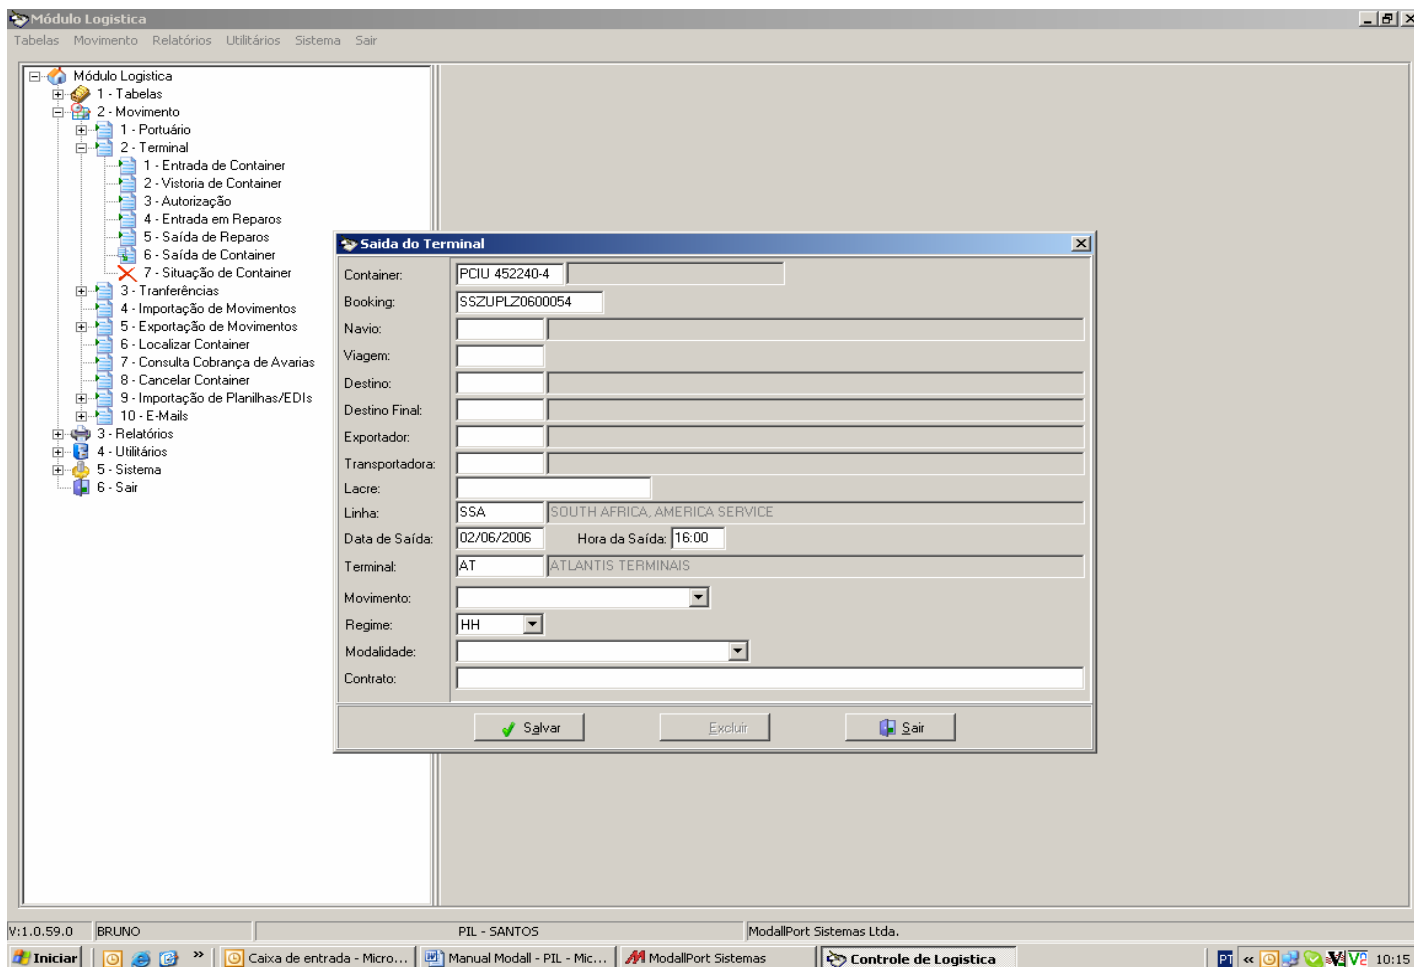 Módulo Logistica
Tabelas Movimento Relatórios Utilitários Sistema Sair
Módulo Logistica
1 - Tabelas
2 - Movimento
1 - Portuário
2 - Terminal
1 - Entrada de Container
2 - Vistoria de Container
3 - Autorização
4 - Entrada em Reparos
5 - Saída de Reparos
6 - Saída de Container
7 - Situação de Container
3 - Tranferências
4 - Importação de Movimentos
5 - Exportação de Movimentos
6 - Localizar Container
7 - Consulta Cobrança de Avarias
8 - Cancelar Container
9 - Importação de Planilhas/EDIs
10 - E-Mails
3 - Relatórios
4 - Utilitários
5 - Sistema
6 - Sair
Saida do Terminal
Container: PCIU 452240-4
Booking: SSZUPLZ0600054
Navio:
Viagem:
Destino:
Destino Final:
Exportador:
Transportadora:
Lacre:
Linha: SSA SOUTH AFRICA, AMERICA SERVICE
Data de Saída: 02/06/2006 Hora da Saída: 16:00
Terminal: AT ATLANTIS TERMINAIS
Movimento:
Regime: HH
Modalidade:
Contrato:
Salvar Excluir Sair
V:1.0.59.0 BRUNO PIL - SANTOS ModallPort Sistemas Ltda.
Iniciar » Caixa de entrada - Micro... Manual Modall - PIL - Mic... ModallPort Sistemas Controle de Logistica PT « 10:15